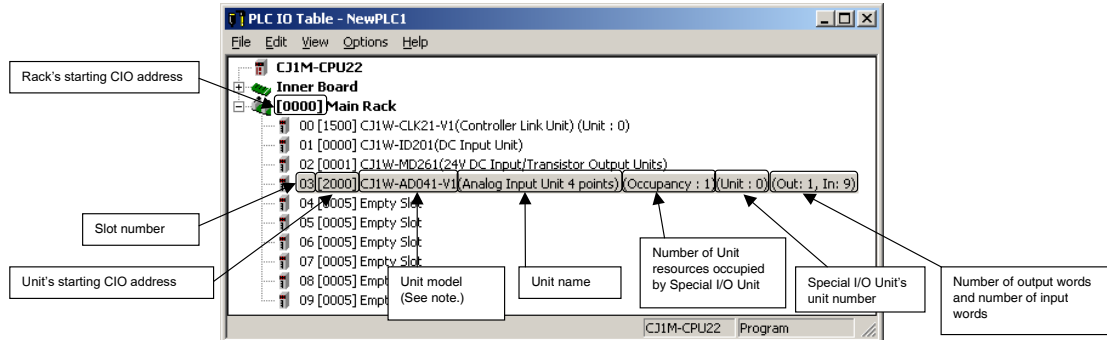 PLC IO Table - NewPLC1
File Edit View Options Help
Rack's starting CIO address
CJ1M-CPU22
Inner Board
[0000] Main Rack
00 [1500] CJ1W-CLK21-V1(Controller Link Unit) (Unit : 0)
01 [0000] CJ1W-ID201(DC Input Unit)
02 [0001] CJ1W-MD261(24V DC Input/Transistor Output Units)
03 [2000] CJ1W-AD041-V1 (Analog Input Unit 4 points) (Occupancy : 1) (Unit : 0) (Out: 1, In: 9)
04 [0005] Empty Slot
05 [0005] Empty Slot
06 [0005] Empty Slot
07 [0005] Empty Slot
08 [0005] Empty
09 [0005] Empt
Slot number
Unit's starting CIO address
Unit model
(See note.)
Unit name
Number of Unit
resources occupied
by Special I/O Unit
Special I/O Unit's
unit number
Number of output words
and number of input
words
CJ1M-CPU22 Program